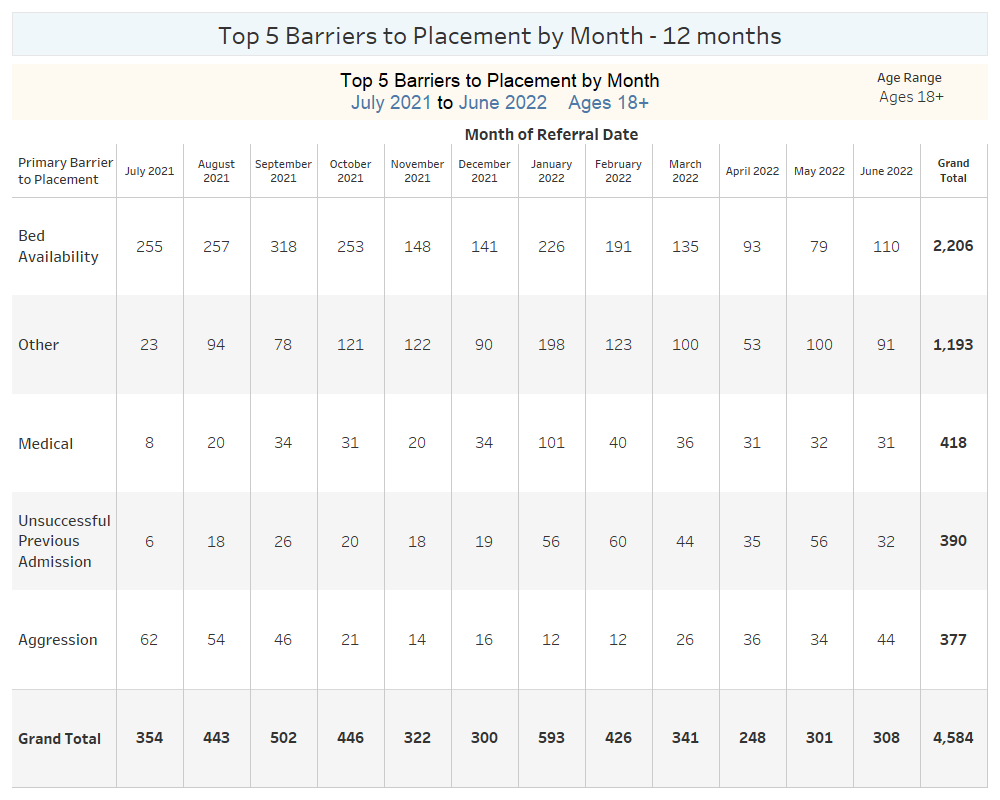 Top 5 Barriers to Placement by Month - 12 months
Top 5 Barriers to Placement by Month
July 2021 to June 2022 Ages 18+
Age Range
Ages 18+
Month of Referral Date
Primary Barrier
to Placement
July 2021
August
2021
September
2021
October
2021
November
2021
December
2021
January
2022
February
2022
March
2022
April 2022
May 2022
June 2022
Grand
Total
Bed
Availability
255 257 318 253 148 141 226 191 135 93 79 110 2,206
Other 23 94 78 121 122 90 198 123 100 53 100 91 1,193
Medical 8 20 34 31 20 34 101 40 36 31 32 31 418
Unsuccessful
Previous
Admission
6 18 26 20 18 19 56 60 44 35 56 32 390
Aggression 62 54 46 21 14 16 12 12 26 36 34 44 377
Grand Total 354 443 502 446 322 300 593 426 341 248 301 308 4,584